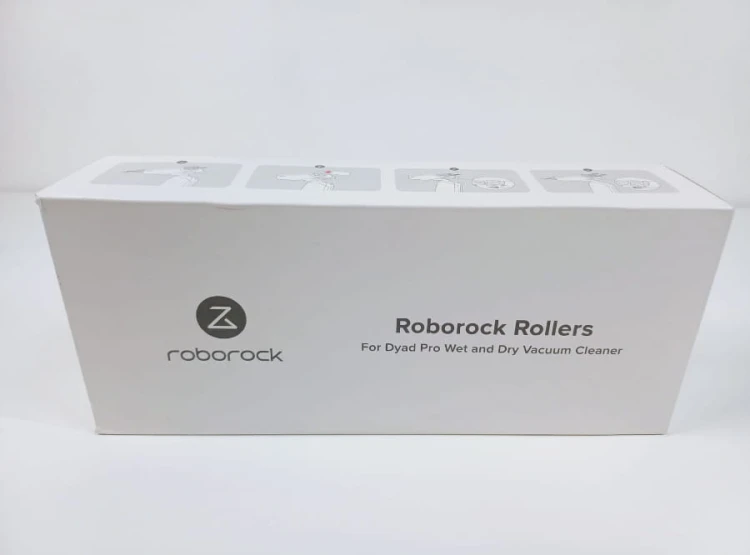 roborock
Roborock Rollers
For Dyad Pro Wet and Dry Vacuum Cleaner